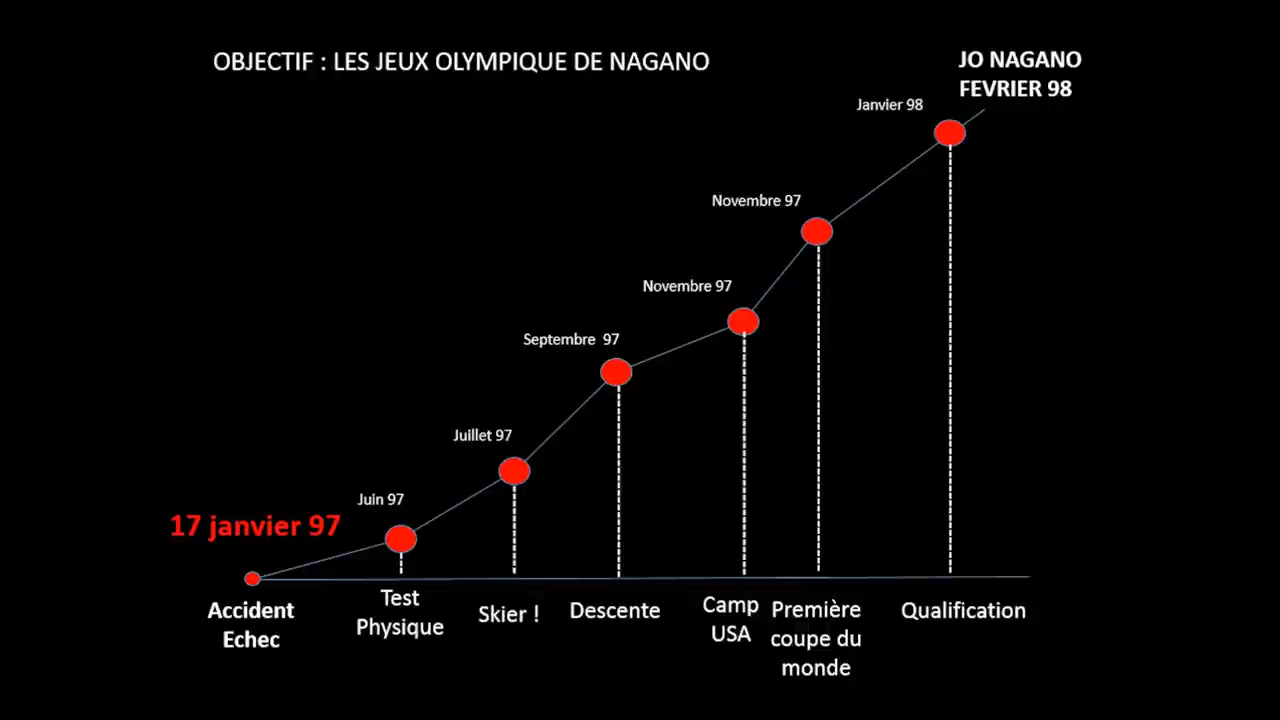 OBJECTIF : LES JEUX OLYMPIQUE DE NAGANO
JO NAGANO
FEVRIER 98
Janvier 98
Novembre 97
Novembre 97
Septembre 97
Juillet 97
Juin 97
17 janvier 97
Accident
Echec
Test
Physique
Skier !
Descente
Camp
USA
Première
coupe du
monde
Qualification